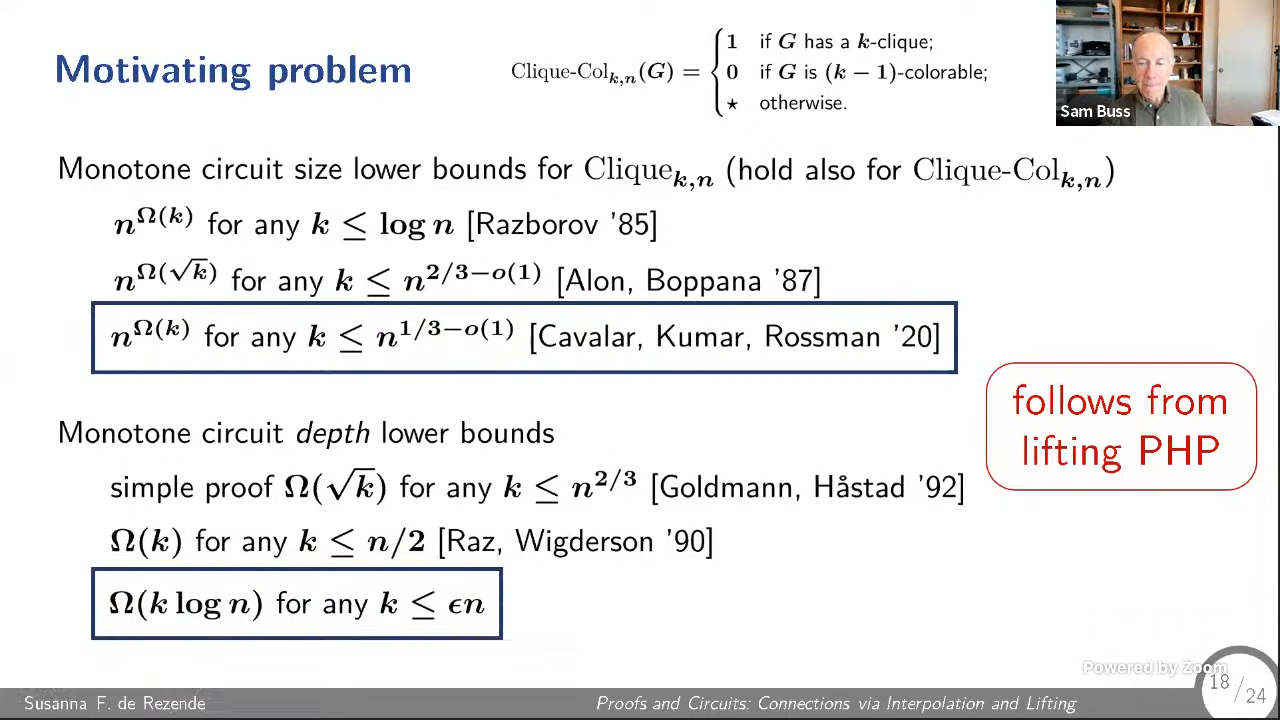 Motivating problem
Clique-Col_{k,n}(G) = { 1 if G has a k-clique;
0 if G is (k − 1)-colorable;
⋆ otherwise.
Sam Buss
Monotone circuit size lower bounds for Clique_{k,n} (hold also for Clique-Col_{k,n})
n^{Ω(k)} for any k ≤ log n [Razborov '85]
n^{Ω(√k)} for any k ≤ n^{2/3−o(1)} [Alon, Boppana '87]
n^{Ω(k)} for any k ≤ n^{1/3−o(1)} [Cavalar, Kumar, Rossman '20]
follows from
lifting PHP
Monotone circuit depth lower bounds
simple proof Ω(√k) for any k ≤ n^{2/3} [Goldmann, Håstad '92]
Ω(k) for any k ≤ n/2 [Raz, Wigderson '90]
Ω(k log n) for any k ≤ ϵn
Powered by Zoom
Susanna F. de Rezende
Proofs and Circuits: Connections via Interpolation and Lifting
18/24